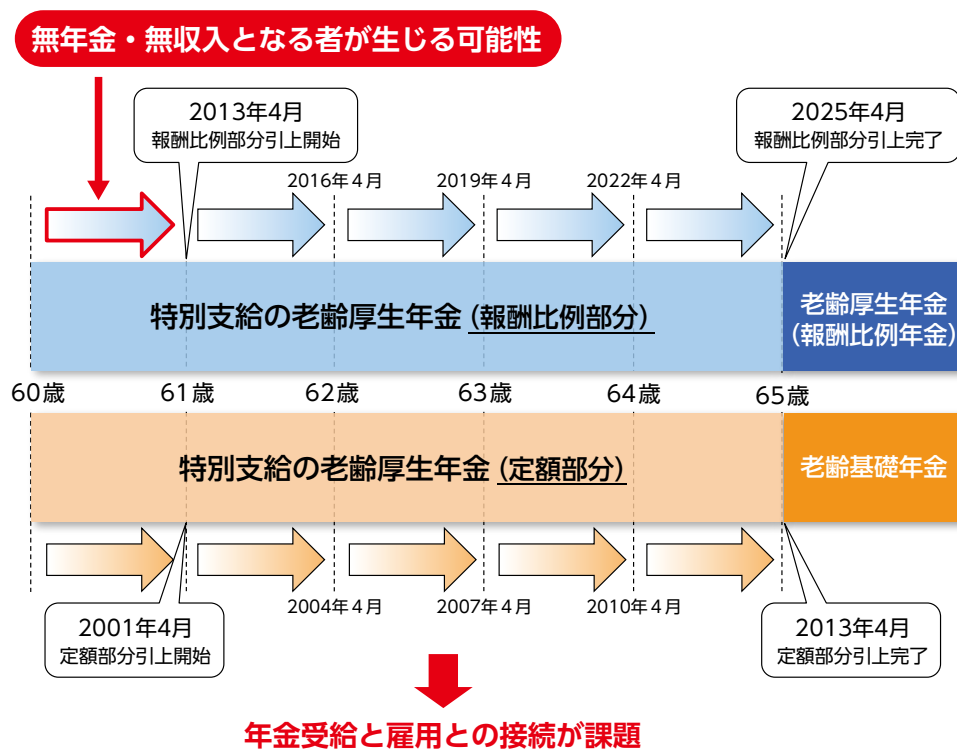 無年金・無収入となる者が生じる可能性
2013年4月
報酬比例部分引上開始
2025年4月
報酬比例部分引上完了
2016年4月
2019年4月
2022年4月
特別支給の老齢厚生年金(報酬比例部分)
老齢厚生年金
(報酬比例年金)
60歳
61歳
62歳
63歳
64歳
65歳
特別支給の老齢厚生年金(定額部分)
老齢基礎年金
2004年4月
2007年4月
2010年4月
2001年4月
定額部分引上開始
2013年4月
定額部分引上完了
年金受給と雇用との接続が課題